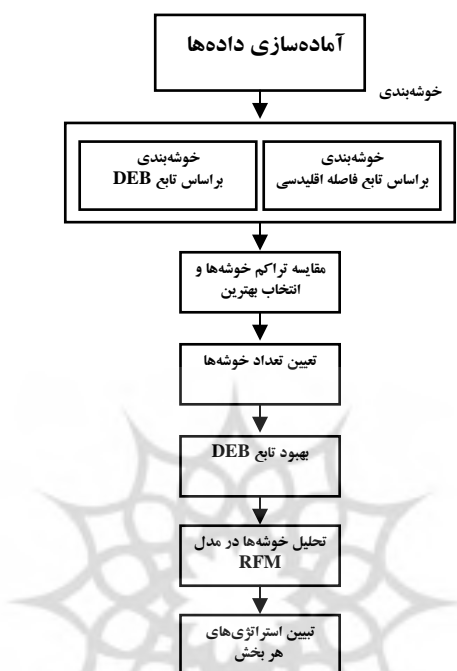 آماده‌سازی داده‌ها
خوشه‌بندی
خوشه‌بندی
براساس تابع فاصله اقلیدسی
خوشه‌بندی
براساس تابع DEB
مقایسه تراکم خوشه‌ها و
انتخاب بهترین
تعیین تعداد خوشه‌ها
بهبود تابع DEB
تحلیل خوشه‌ها در مدل
RFM
تبیین استراتژی‌های
هر بخش